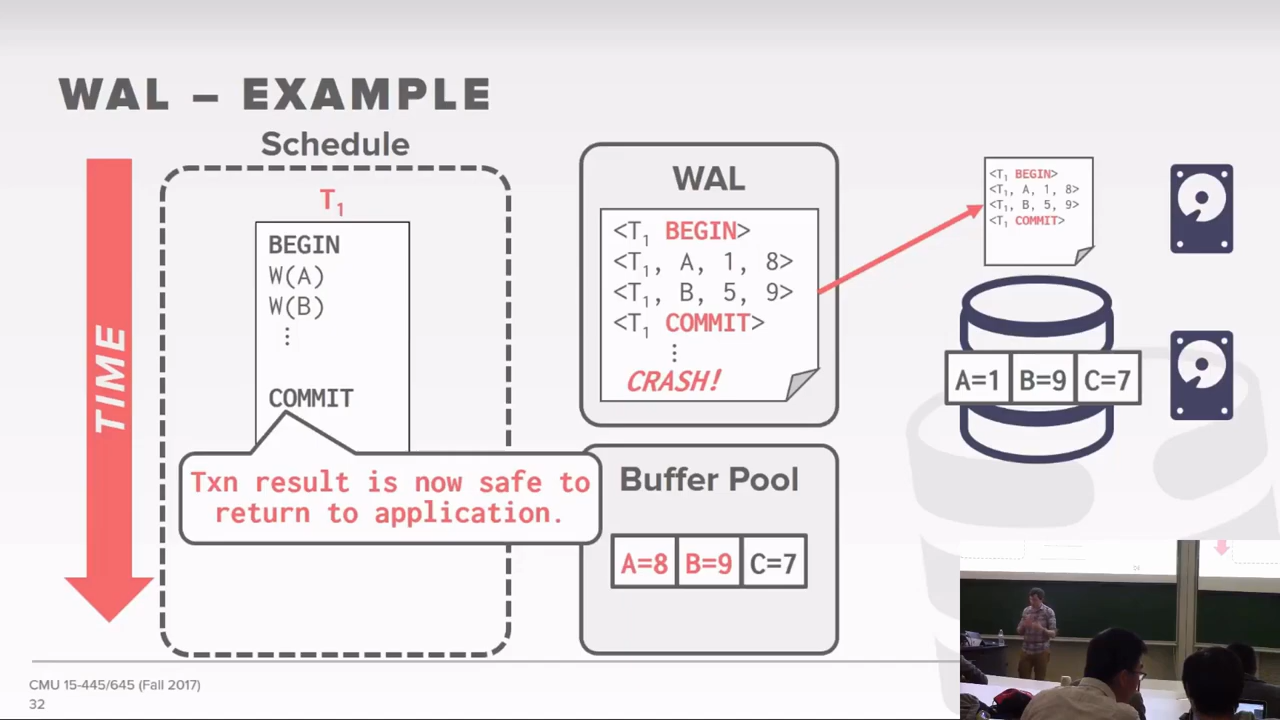 WAL – EXAMPLE
Schedule
TIME
T1
BEGIN
W(A)
W(B)
⋮
COMMIT
Txn result is now safe to
return to application.
WAL
<T1 BEGIN>
<T1, A, 1, 8>
<T1, B, 5, 9>
<T1 COMMIT>
⋮
CRASH!
Buffer Pool
A=8 B=9 C=7
<T1 BEGIN>
<T1, A, 1, 8>
<T1, B, 5, 9>
<T1 COMMIT>
A=1 B=9 C=7
CMU 15-445/645 (Fall 2017)
32